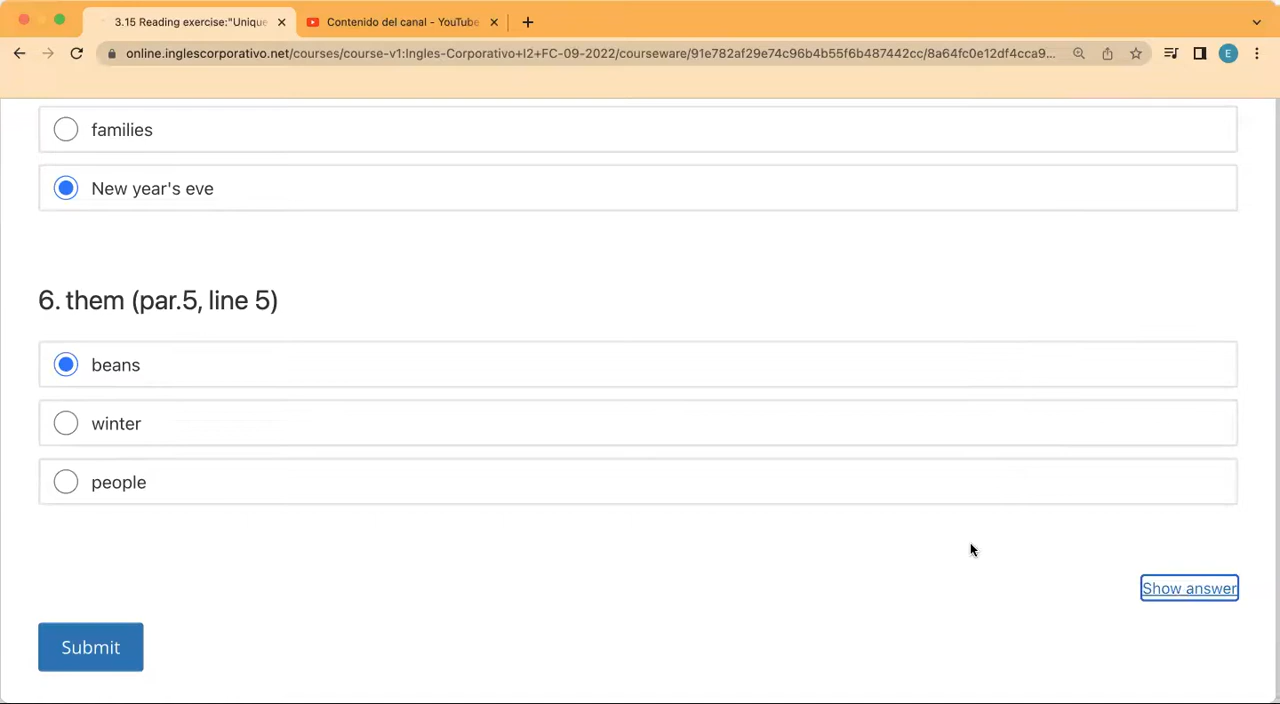 3.15 Reading exercise:"Unique
Contenido del canal - YouTube
online.inglescorporativo.net/courses/course-v1:Ingles-Corporativo+I2+FC-09-2022/courseware/91e782af29e74c96b4b55f6b487442cc/8a64fc0e12df4cca9...
E
families
New year's eve
6. them (par.5, line 5)
beans
winter
people
Show answer
Submit